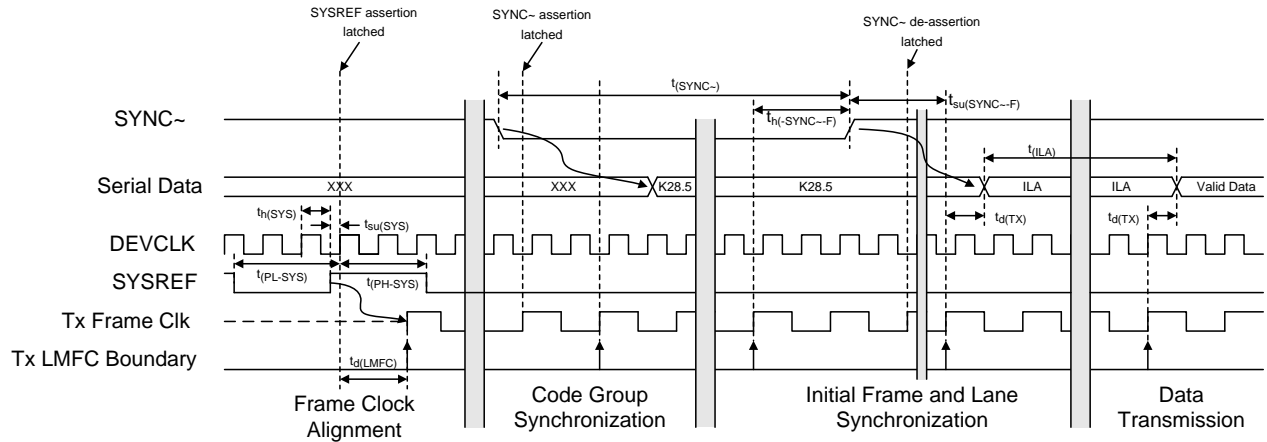 SYSREF assertion
latched
SYNC~ assertion
latched
SYNC~ de-assertion
latched
t(SYNC~)
th(-SYNC~-F)
tsu(SYNC~-F)
SYNC~
t(ILA)
Serial Data
XXX
XXX
K28.5
K28.5
ILA
ILA
Valid Data
th(SYS)
tsu(SYS)
td(TX)
td(TX)
DEVCLK
t(PL-SYS)
t(PH-SYS)
SYSREF
Tx Frame Clk
Tx LMFC Boundary
td(LMFC)
Frame Clock
Alignment
Code Group
Synchronization
Initial Frame and Lane
Synchronization
Data
Transmission